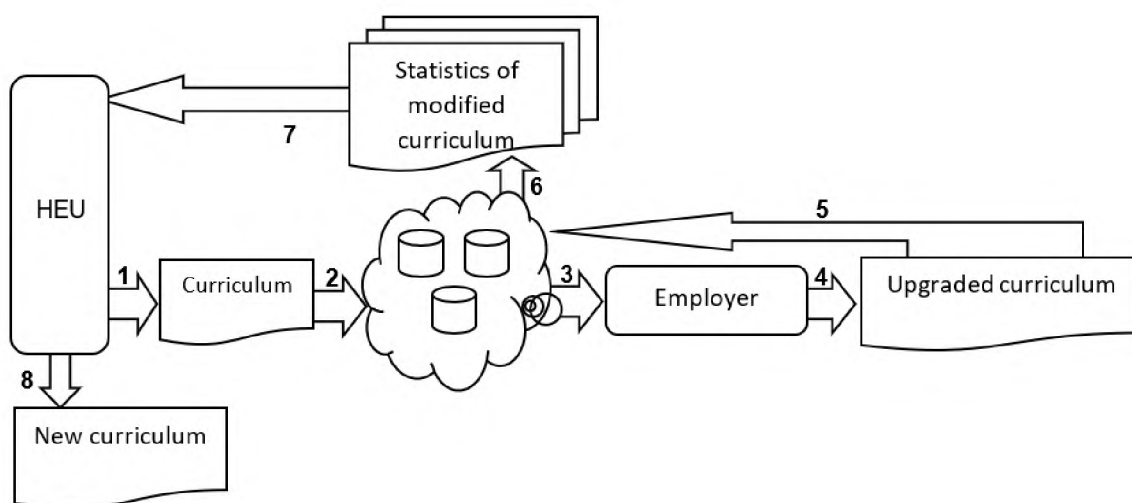 Statistics of
modified
curriculum
7
6
HEU
5
1
Curriculum
2
3
Employer
4
Upgraded curriculum
8
New curriculum